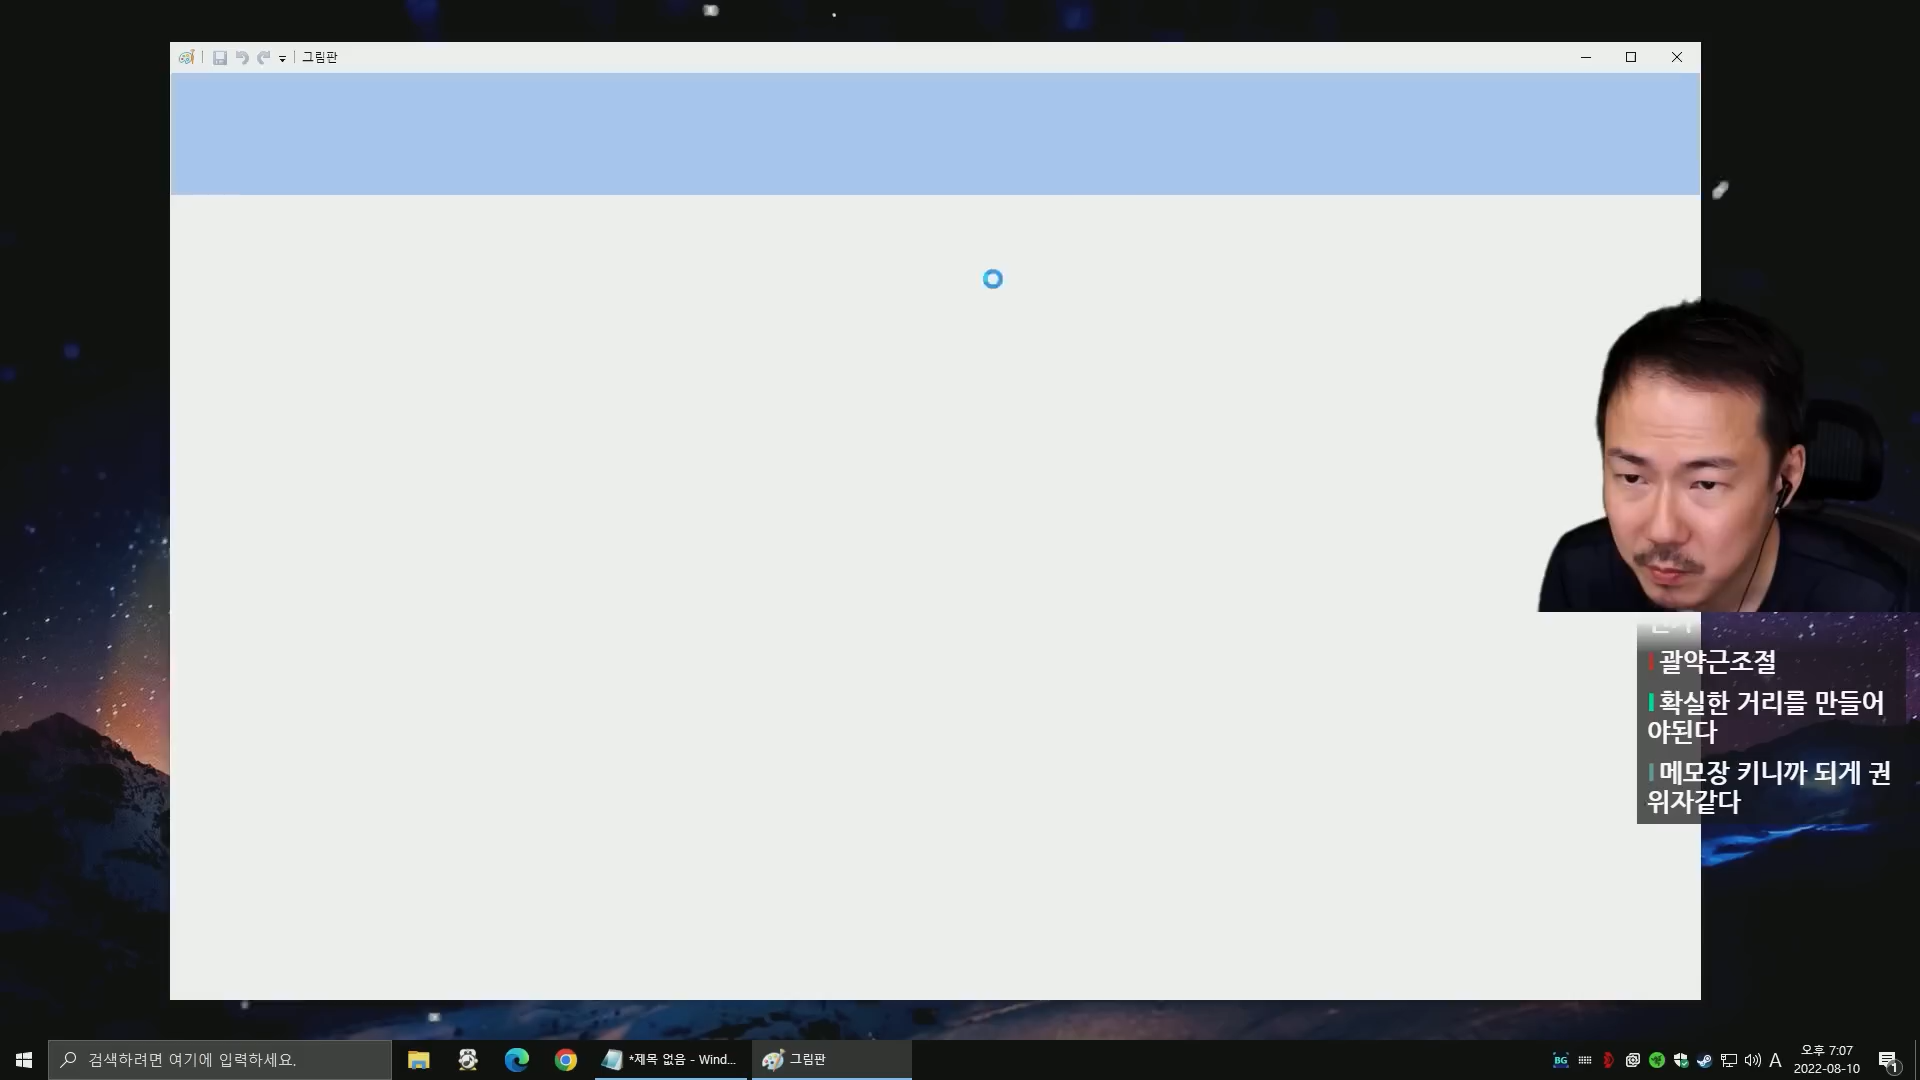 그림판
괄약근조절
확실한 거리를 만들어
야된다
메모장 키니까 되게 권
위자같다
검색하려면 여기에 입력하세요.
*제목 없음 - Wind...
그림판
BG
A
오후 7:07
2022-08-10
1